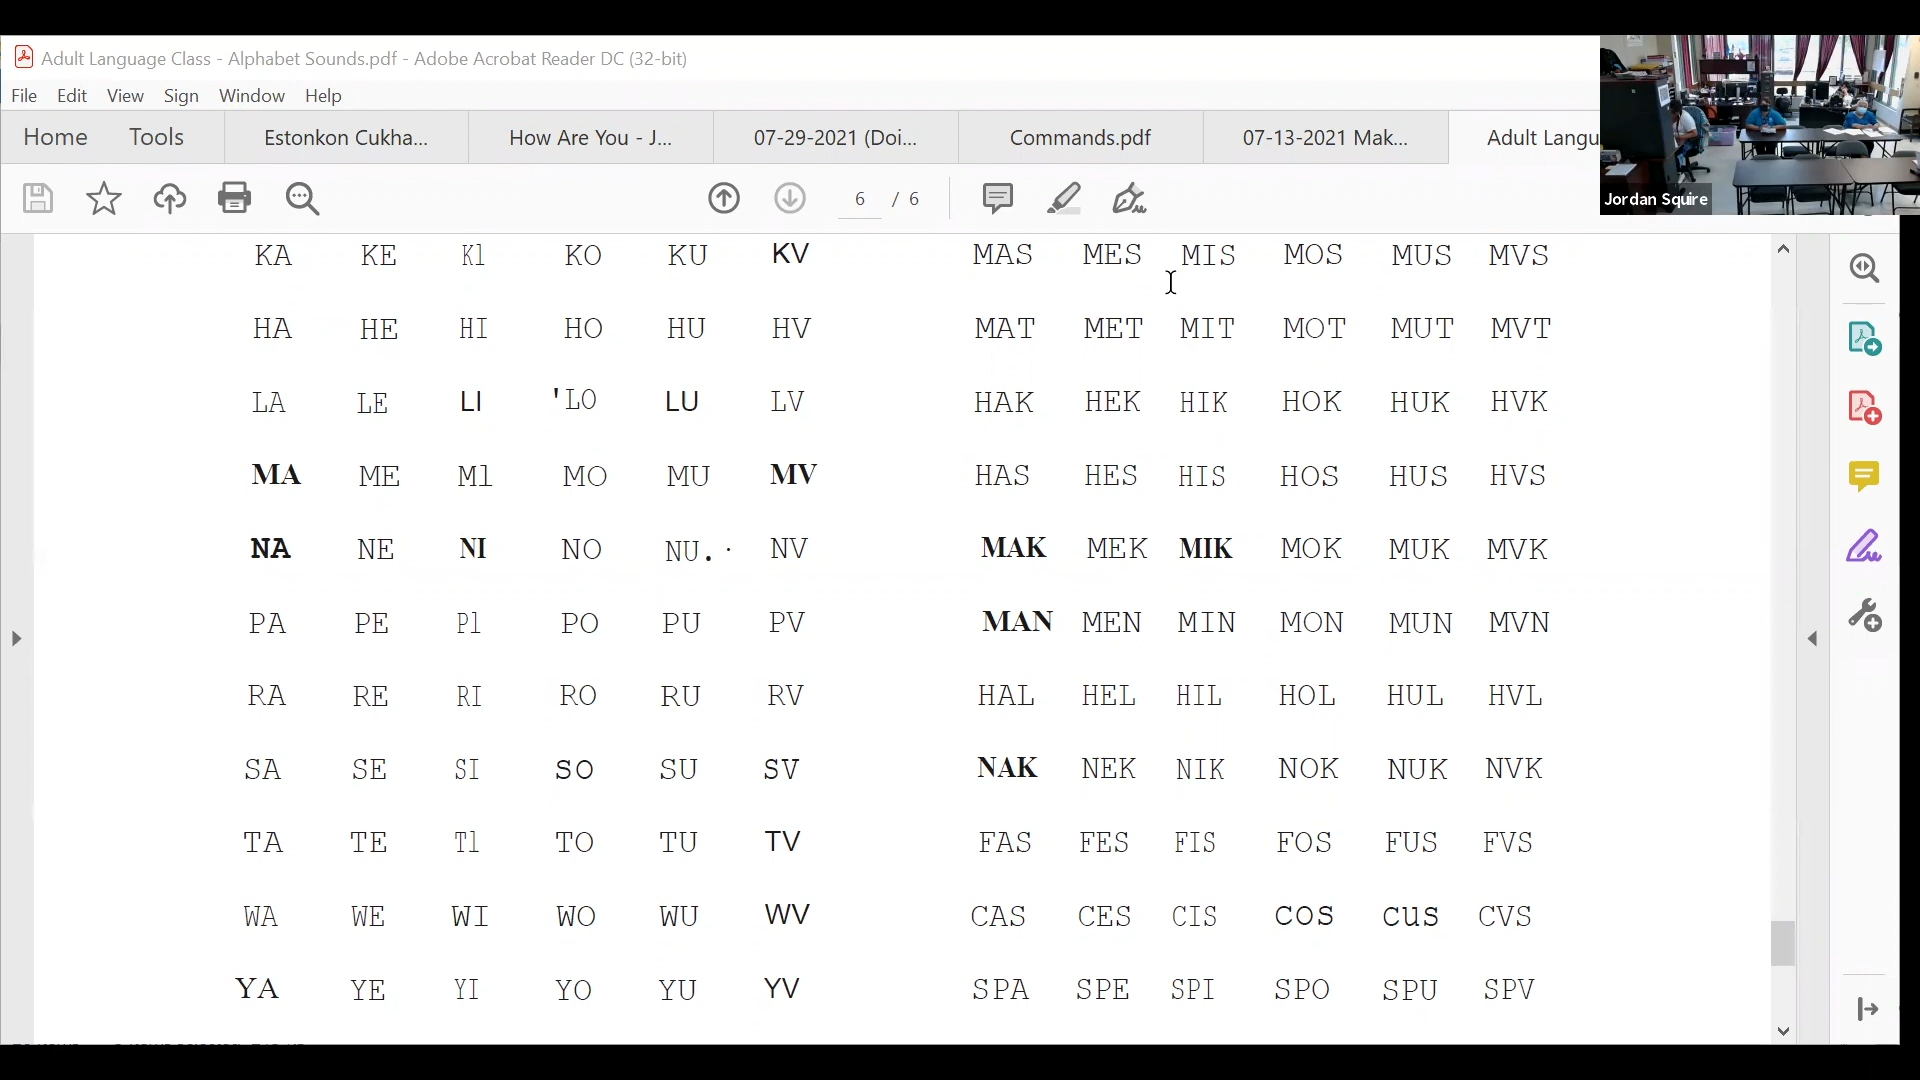 Adult Language Class - Alphabet Sounds.pdf - Adobe Acrobat Reader DC (32-bit)
File Edit View Sign Window Help
Home Tools Estonkon Cukha... How Are You - J... 07-29-2021 (Doi... Commands.pdf 07-13-2021 Mak... Adult Langu
6 / 6
Jordan Squire
KA KE Kl KO KU KV MAS MES MIS MOS MUS MVS
HA HE HI HO HU HV MAT MET MIT MOT MUT MVT
LA LE LI 'LO LU LV HAK HEK HIK HOK HUK HVK
MA ME Ml MO MU MV HAS HES HIS HOS HUS HVS
NA NE NI NO NU. · NV MAK MEK MIK MOK MUK MVK
PA PE Pl PO PU PV MAN MEN MIN MON MUN MVN
RA RE RI RO RU RV HAL HEL HIL HOL HUL HVL
SA SE SI SO SU SV NAK NEK NIK NOK NUK NVK
TA TE Tl TO TU TV FAS FES FIS FOS FUS FVS
WA WE WI WO WU WV CAS CES CIS COS CUS CVS
YA YE YI YO YU YV SPA SPE SPI SPO SPU SPV